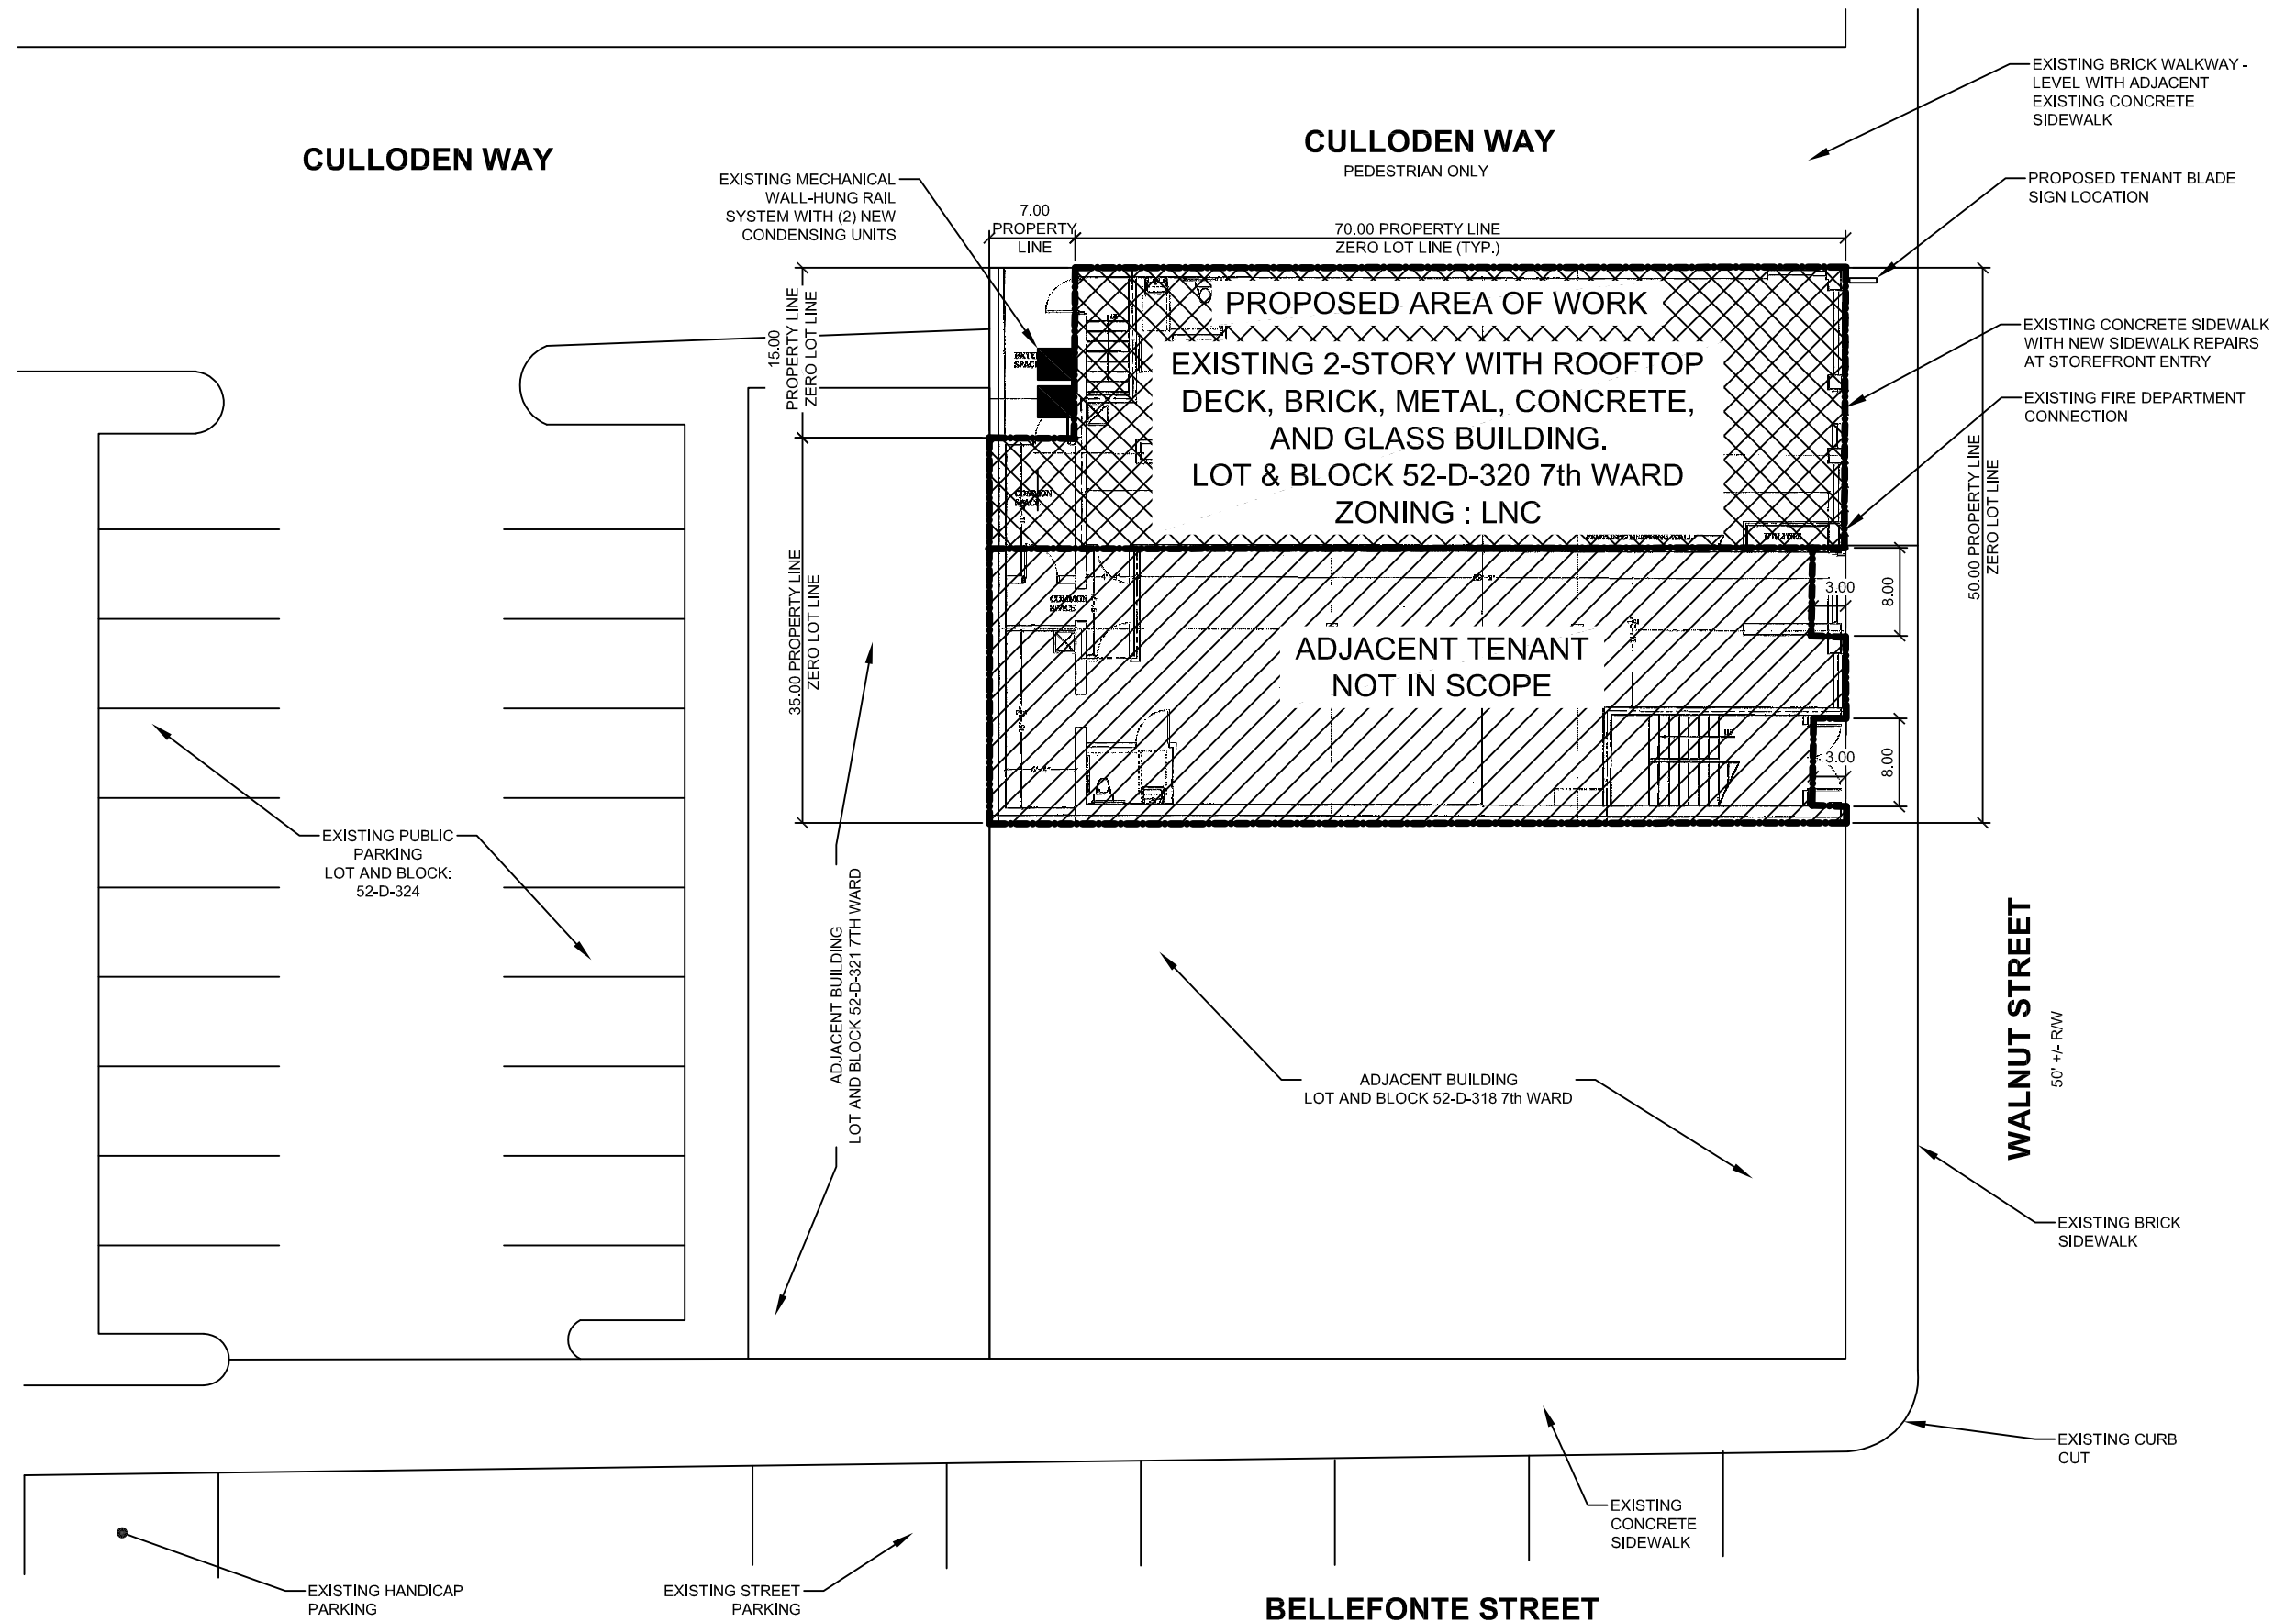 EXISTING BRICK WALKWAY -
LEVEL WITH ADJACENT
EXISTING CONCRETE
SIDEWALK
CULLODEN WAY
CULLODEN WAY
PEDESTRIAN ONLY
EXISTING MECHANICAL
WALL-HUNG RAIL
SYSTEM WITH (2) NEW
CONDENSING UNITS
PROPOSED TENANT BLADE
SIGN LOCATION
7.00
PROPERTY
LINE
70.00 PROPERTY LINE
ZERO LOT LINE (TYP.)
15.00
PROPERTY LINE
ZERO LOT LINE
PROPOSED AREA OF WORK
EXISTING 2-STORY WITH ROOFTOP
DECK, BRICK, METAL, CONCRETE,
AND GLASS BUILDING.
LOT & BLOCK 52-D-320 7th WARD
ZONING : LNC
EXISTING CONCRETE SIDEWALK
WITH NEW SIDEWALK REPAIRS
AT STOREFRONT ENTRY
EXISTING FIRE DEPARTMENT
CONNECTION
COMMON
SPACE
50.00 PROPERTY LINE
ZERO LOT LINE
35.00 PROPERTY LINE
ZERO LOT LINE
COMMON
SPACE
3.00
8.00
ADJACENT TENANT
NOT IN SCOPE
3.00
8.00
EXISTING PUBLIC
PARKING
LOT AND BLOCK:
52-D-324
ADJACENT BUILDING
LOT AND BLOCK 52-D-321 7TH WARD
WALNUT STREET
50' +/- R/W
ADJACENT BUILDING
LOT AND BLOCK 52-D-318 7th WARD
EXISTING BRICK
SIDEWALK
EXISTING CURB
CUT
EXISTING
CONCRETE
SIDEWALK
EXISTING HANDICAP
PARKING
EXISTING STREET
PARKING
BELLEFONTE STREET